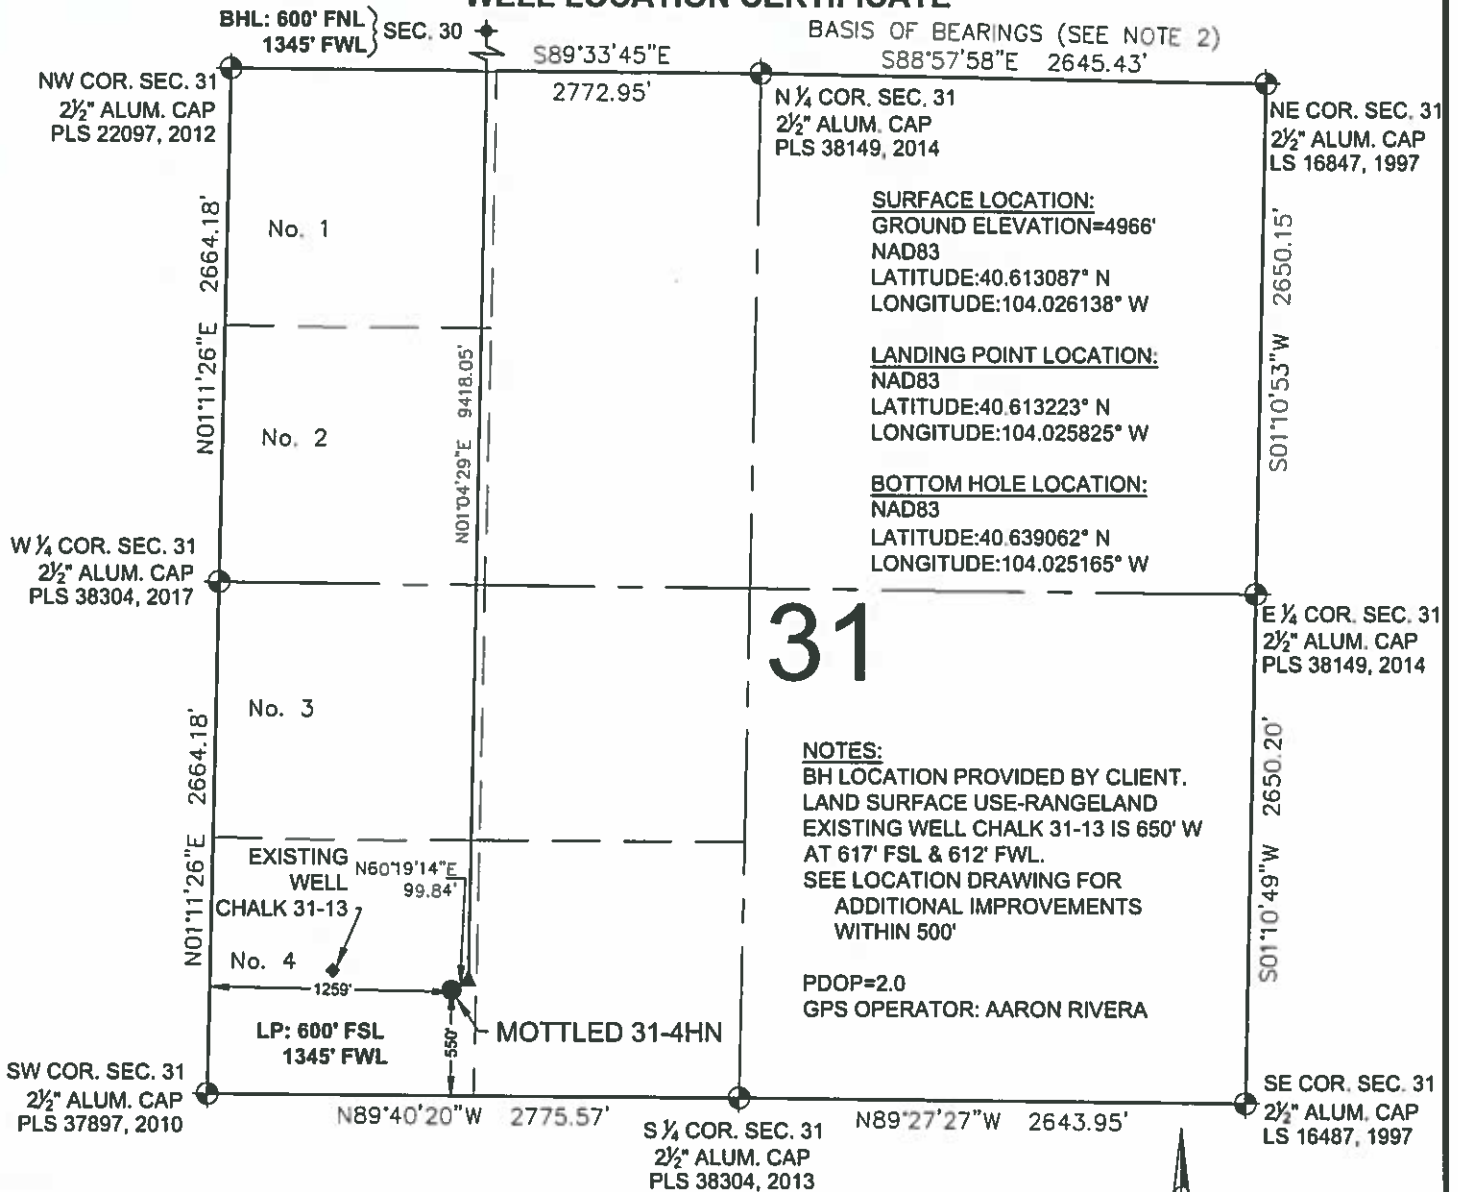 WELL LOCATION CERTIFICATE
BHL: 600' FNL
1345' FWL
SEC. 30
BASIS OF BEARINGS (SEE NOTE 2)
S89°33'45"E
2772.95'
S88°57'58"E 2645.43'
NW COR. SEC. 31
2½" ALUM. CAP
PLS 22097, 2012
N ¼ COR. SEC. 31
2½" ALUM. CAP
PLS 38149, 2014
NE COR. SEC. 31
2½" ALUM. CAP
LS 16847, 1997
SURFACE LOCATION:
GROUND ELEVATION=4966'
NAD83
LATITUDE:40.613087° N
LONGITUDE:104.026138° W
LANDING POINT LOCATION:
NAD83
LATITUDE:40.613223° N
LONGITUDE:104.025825° W
BOTTOM HOLE LOCATION:
NAD83
LATITUDE:40.639062° N
LONGITUDE:104.025165° W
N01°11'26"E 2664.18'
No. 1
No. 2
N01°04'29"E 9418.05'
S01°10'53"W 2650.15'
W ¼ COR. SEC. 31
2½" ALUM. CAP
PLS 38304, 2017
31
E ¼ COR. SEC. 31
2½" ALUM. CAP
PLS 38149, 2014
No. 3
N01°11'26"E 2664.18'
S01°10'49"W 2650.20'
NOTES:
BH LOCATION PROVIDED BY CLIENT.
LAND SURFACE USE-RANGELAND
EXISTING WELL CHALK 31-13 IS 650' W
AT 617' FSL & 612' FWL.
SEE LOCATION DRAWING FOR
ADDITIONAL IMPROVEMENTS
WITHIN 500'
PDOP=2.0
GPS OPERATOR: AARON RIVERA
EXISTING
WELL
CHALK 31-13
N60°19'14"E
99.84'
No. 4
1259'
LP: 600' FSL
1345' FWL
550'
MOTTLED 31-4HN
SW COR. SEC. 31
2½" ALUM. CAP
PLS 37897, 2010
N89°40'20"W 2775.57'
S ¼ COR. SEC. 31
2½" ALUM. CAP
PLS 38304, 2013
N89°27'27"W 2643.95'
SE COR. SEC. 31
2½" ALUM. CAP
LS 16487, 1997